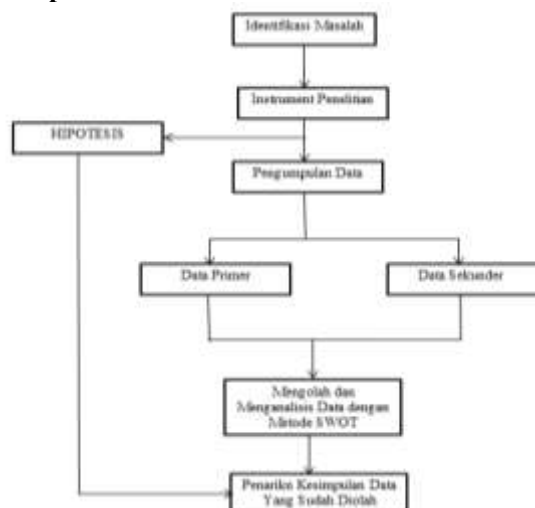 Identifikasi Masalah
Instrument Penelitian
HIPOTESIS
Pengumpulan Data
Data Primer
Data Sekunder
Mengolah dan
Menganalisis Data dengan
Metode SWOT
Penarikn Kesimpulan Data
Yang Sudah Diolah